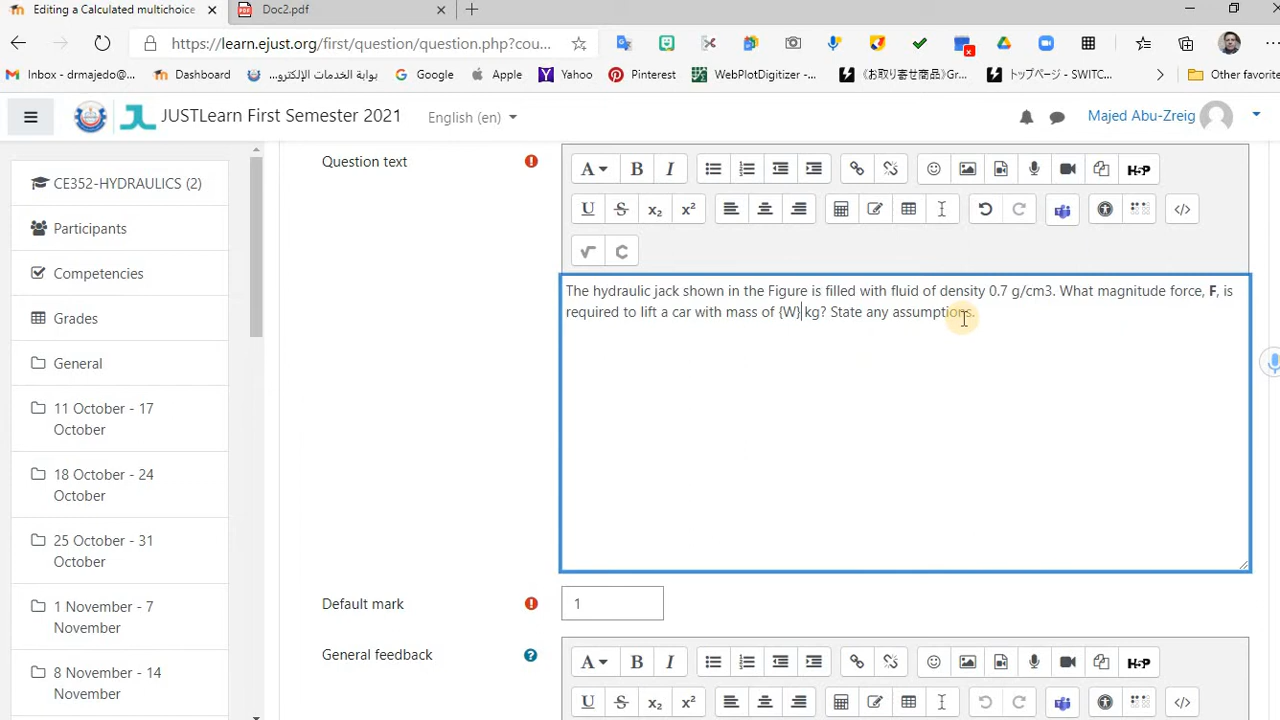 Editing a Calculated multichoice ×
Doc2.pdf ×
https://learn.ejust.org/first/question/question.php?cou...
Inbox - drmajedo@...
Dashboard
بوابة الخدمات الإلكترو...
Google
Apple
Yahoo
Pinterest
WebPlotDigitizer -...
《お取り寄せ商品》Gr...
トップページ - SWITC...
Other favorite
JUSTLearn First Semester 2021
English (en)
Majed Abu-Zreig
CE352-HYDRAULICS (2)
Participants
Competencies
Grades
General
11 October - 17
October
18 October - 24
October
25 October - 31
October
1 November - 7
November
8 November - 14
November
Question text
A B I
H-P
U S x₂ x²
The hydraulic jack shown in the Figure is filled with fluid of density 0.7 g/cm3. What magnitude force, F, is
required to lift a car with mass of {W} kg? State any assumptions.
Default mark
1
General feedback
A B I
H-P
U S x₂ x²